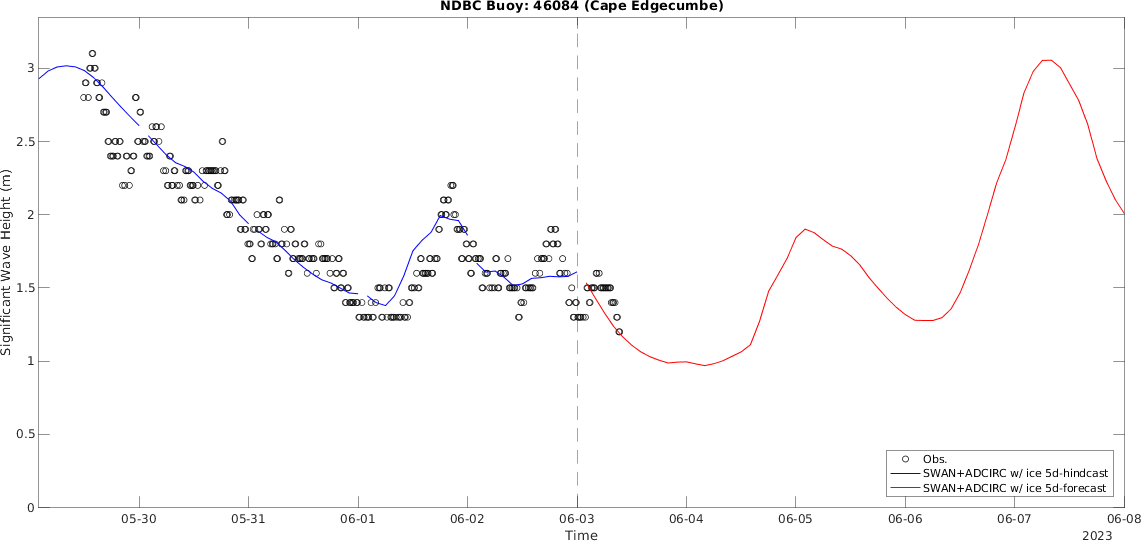 NDBC Buoy: 46084 (Cape Edgecumbe)
Significant Wave Height (m)
3
2.5
2
1.5
1
0.5
0
Obs.
SWAN+ADCIRC w/ ice 5d-hindcast
SWAN+ADCIRC w/ ice 5d-forecast
05-30 05-31 06-01 06-02 06-03 06-04 06-05 06-06 06-07 06-08
Time
2023